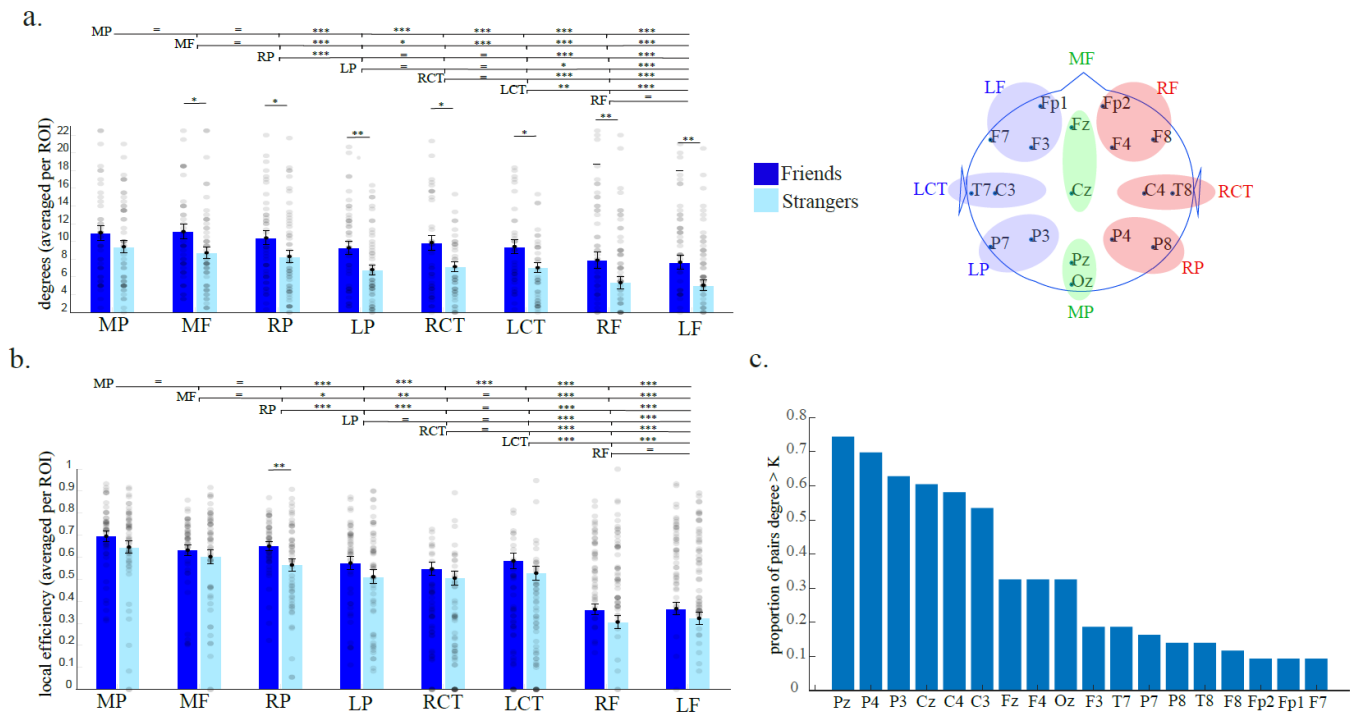 a.
MP = = *** *** *** *** ***
MF = *** * *** *** ***
RP *** = = *** ***
LP = = * ***
RCT = *** ***
LCT ** ***
RF =
* * ** * * ** **
degrees (averaged per ROI)
22
20
18
16
14
12
10
8
6
4
2
MP MF RP LP RCT LCT RF LF
Friends
Strangers
MF
LF RF
Fp1 Fp2
Fz
F7 F3 F4 F8
LCT T7 C3 Cz C4 T8 RCT
P7 P3 P4 P8
Pz
LP RP
Oz
MP
b.
MP = = *** *** *** *** ***
MF = * ** = *** ***
RP *** *** = *** ***
LP = = *** ***
RCT = *** ***
LCT *** ***
RF =
**
local efficiency (averaged per ROI)
1
0.9
0.8
0.7
0.6
0.5
0.4
0.3
0.2
0.1
0
MP MF RP LP RCT LCT RF LF
c.
proportion of pairs degree > K
0.8
0.7
0.6
0.5
0.4
0.3
0.2
0.1
0
Pz P4 P3 Cz C4 C3 Fz F4 Oz F3 T7 P7 P8 T8 F8 Fp2 Fp1 F7